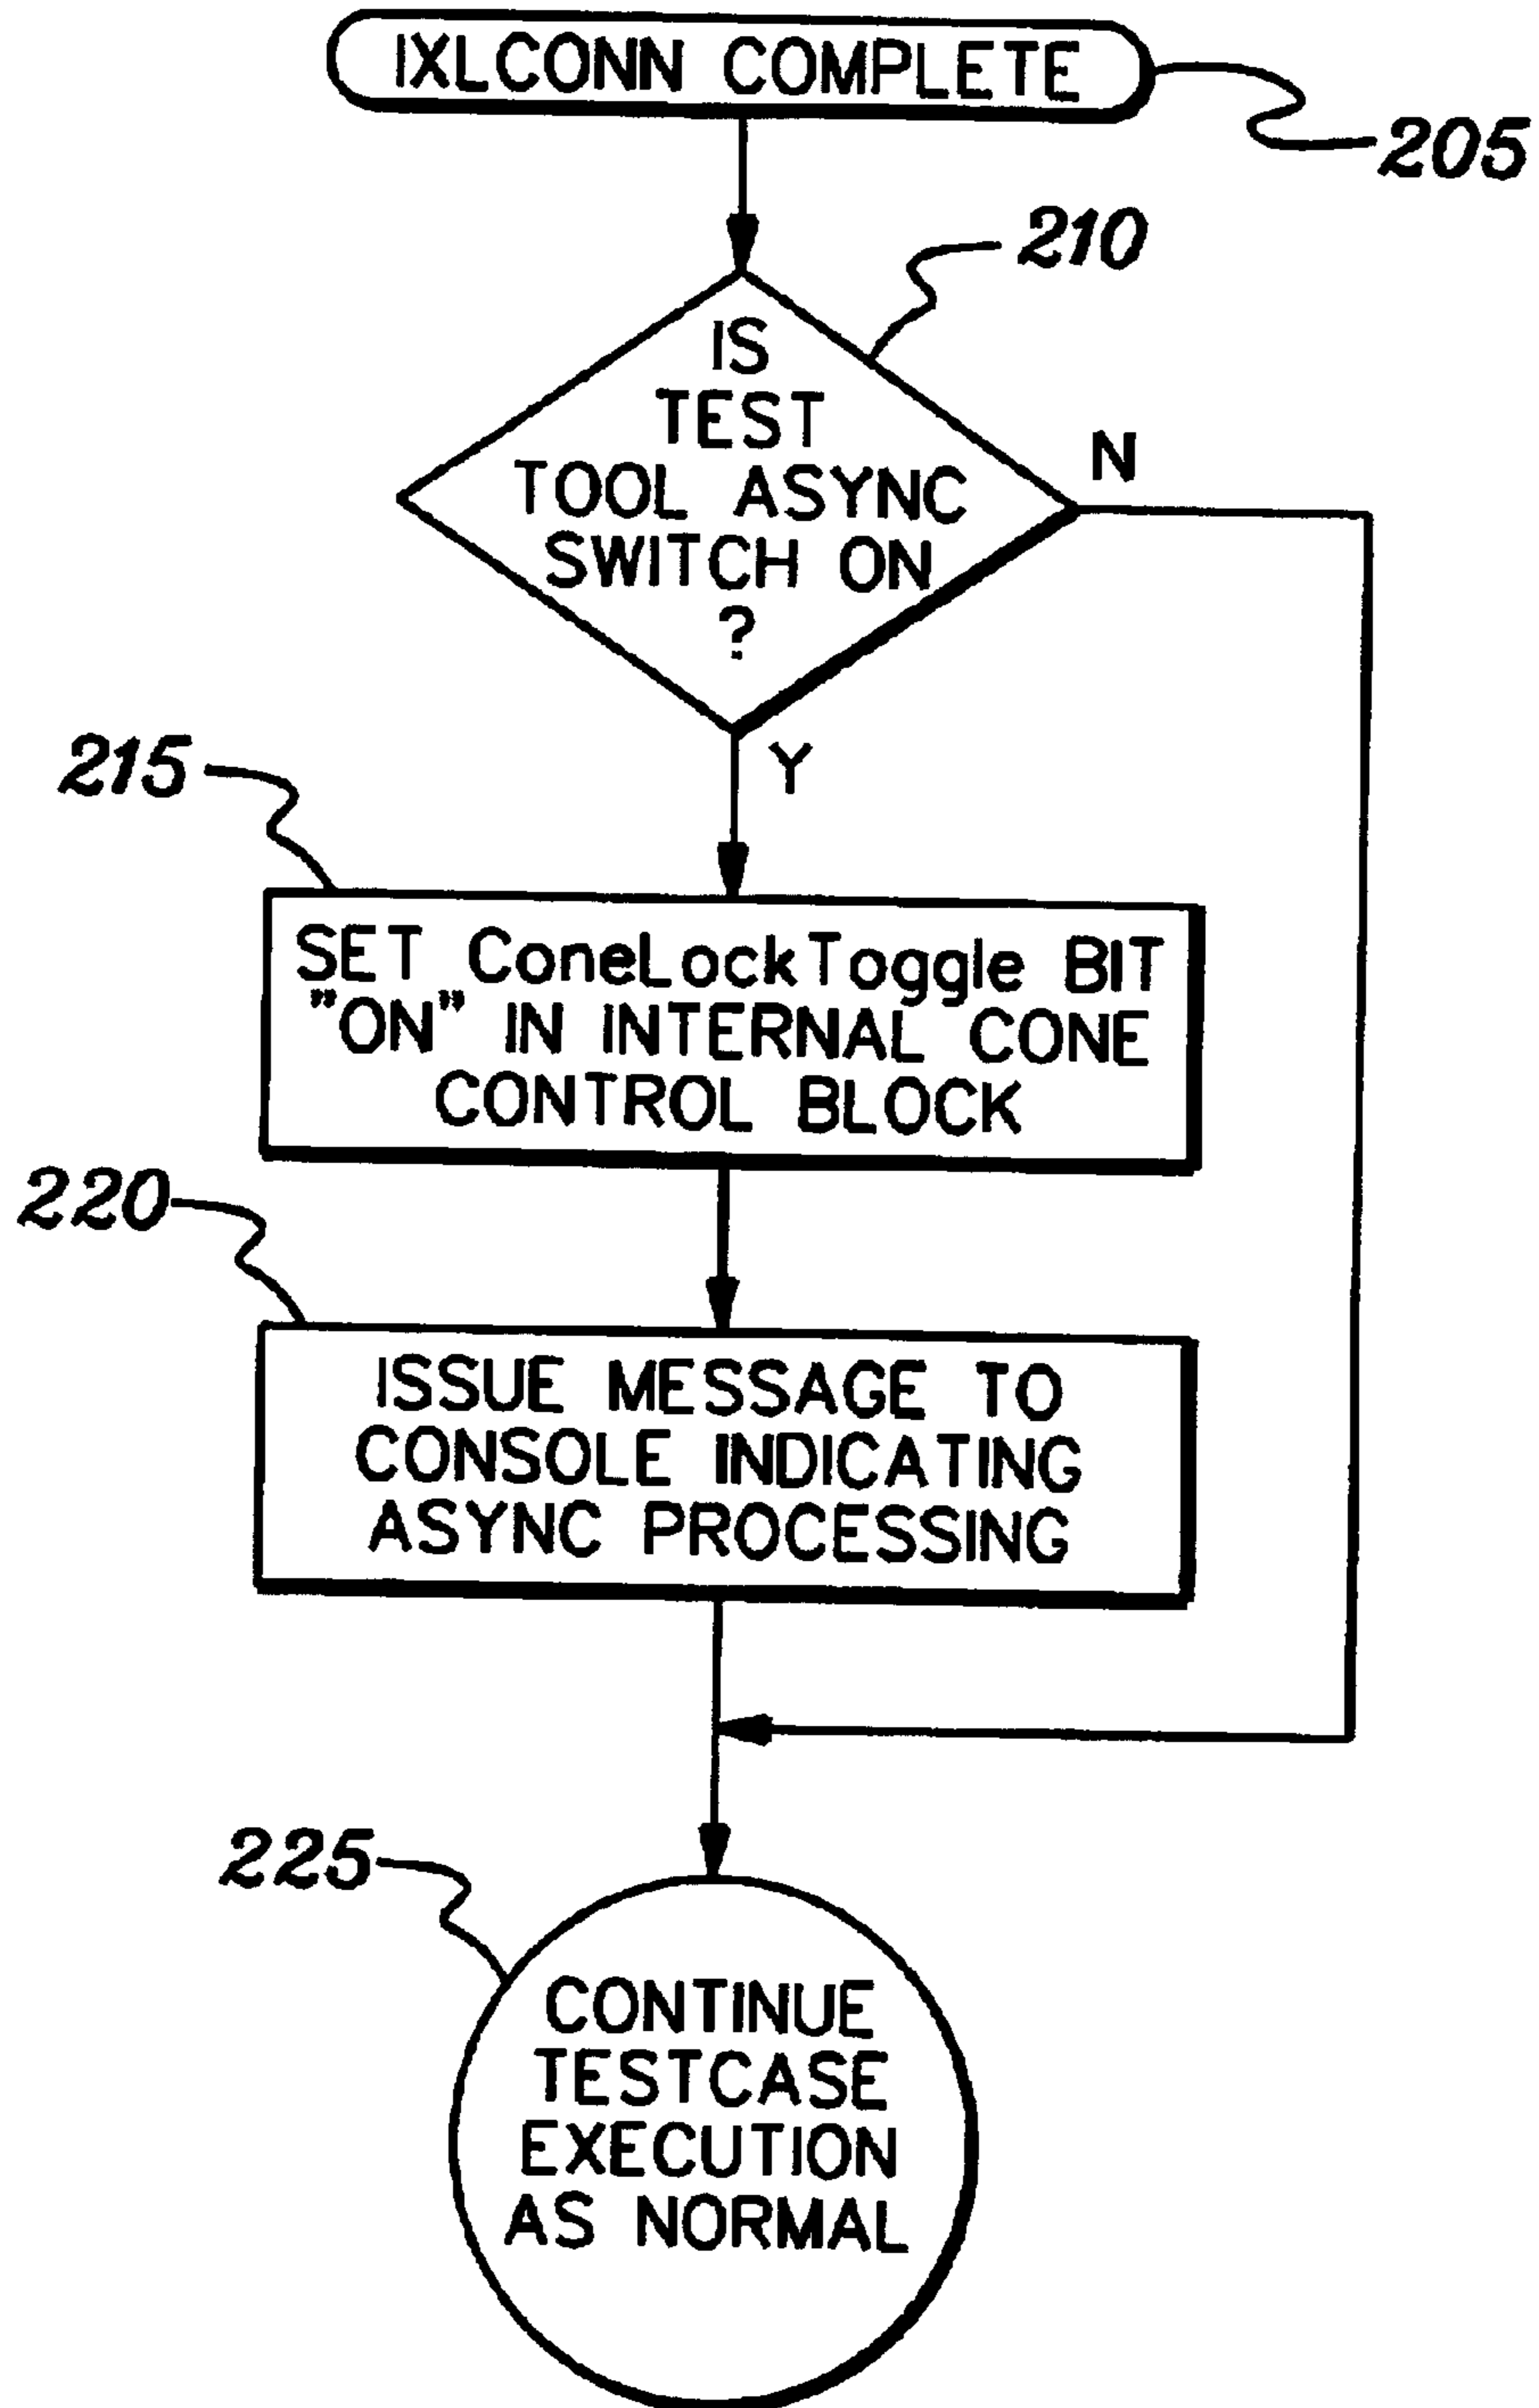 IXLCONN COMPLETE
205
210
IS
TEST
TOOL ASYNC
SWITCH ON
?
N
Y
215
SET ConeLockToggle BIT
"ON" IN INTERNAL CONE
CONTROL BLOCK
220
ISSUE MESSAGE TO
CONSOLE INDICATING
ASYNC PROCESSING
225
CONTINUE
TESTCASE
EXECUTION
AS NORMAL